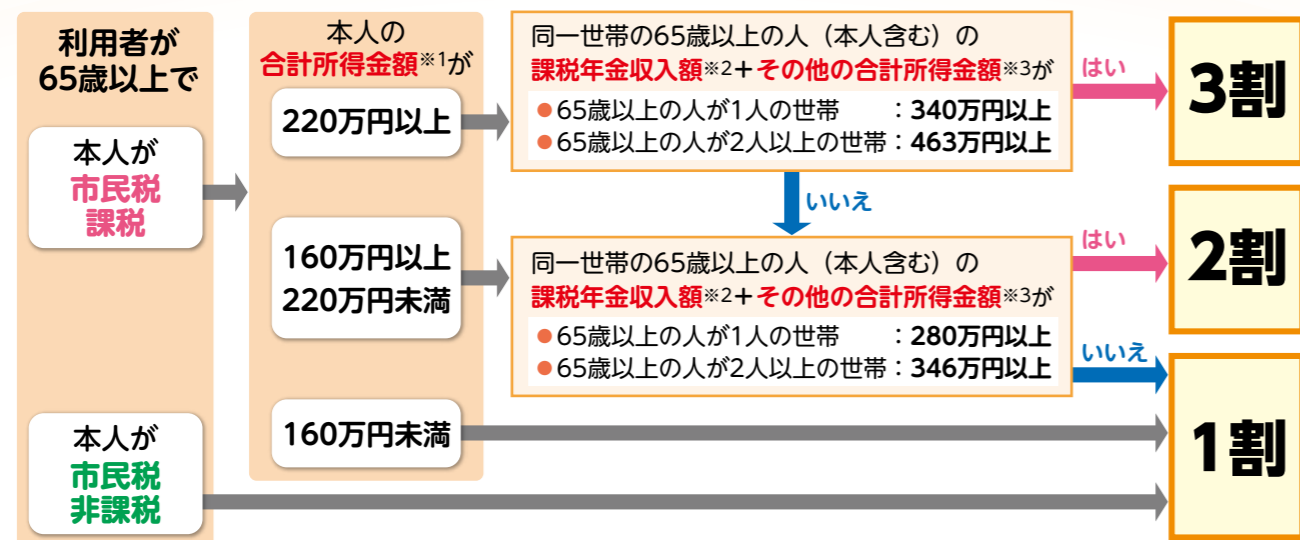 利用者が
65歳以上で
本人が
市民税
課税
本人が
市民税
非課税
本人の
合計所得金額※1が
220万円以上
160万円以上
220万円未満
160万円未満
同一世帯の65歳以上の人（本人含む）の
課税年金収入額※2＋その他の合計所得金額※3が
●65歳以上の人が1人の世帯　　：340万円以上
●65歳以上の人が2人以上の世帯：463万円以上
はい
いいえ
同一世帯の65歳以上の人（本人含む）の
課税年金収入額※2＋その他の合計所得金額※3が
●65歳以上の人が1人の世帯　　：280万円以上
●65歳以上の人が2人以上の世帯：346万円以上
はい
いいえ
3割
2割
1割